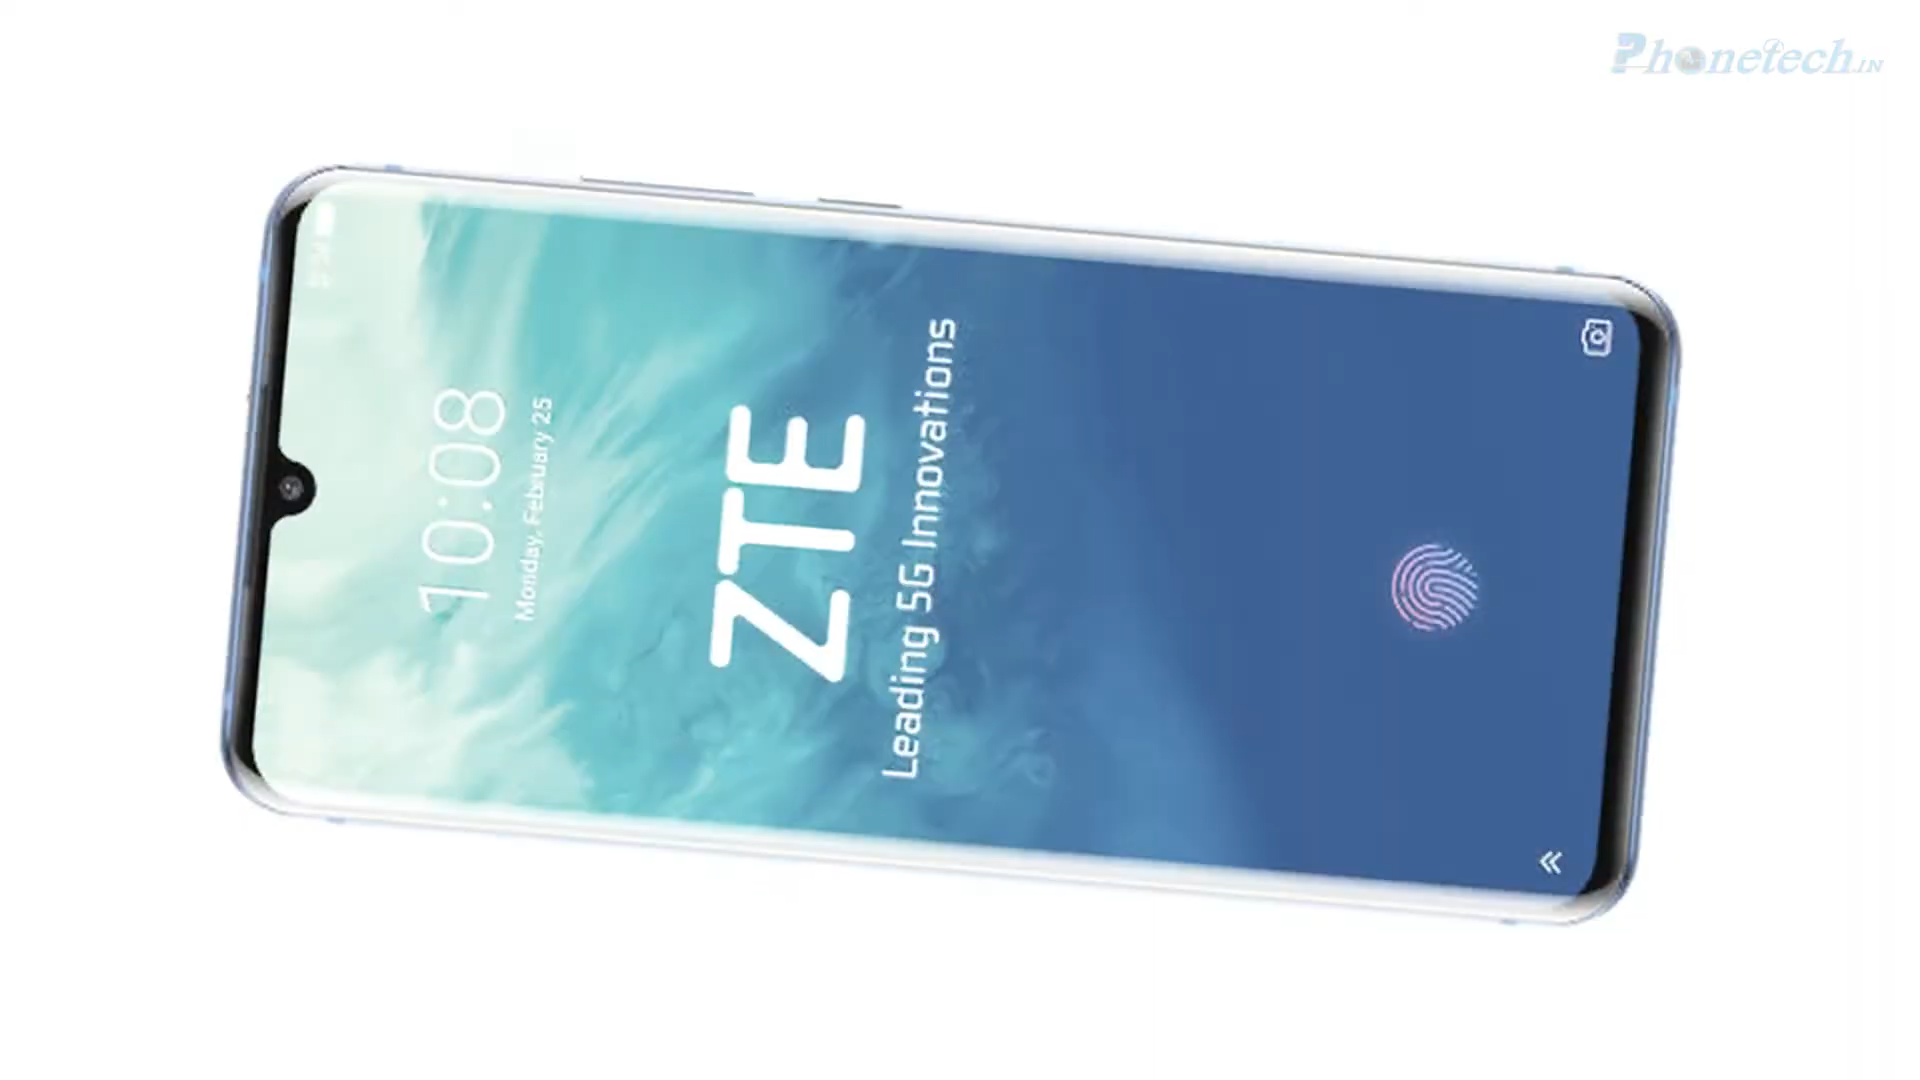 Phonetech.IN
10:08
Monday, February 25
ZTE
Leading 5G Innovations